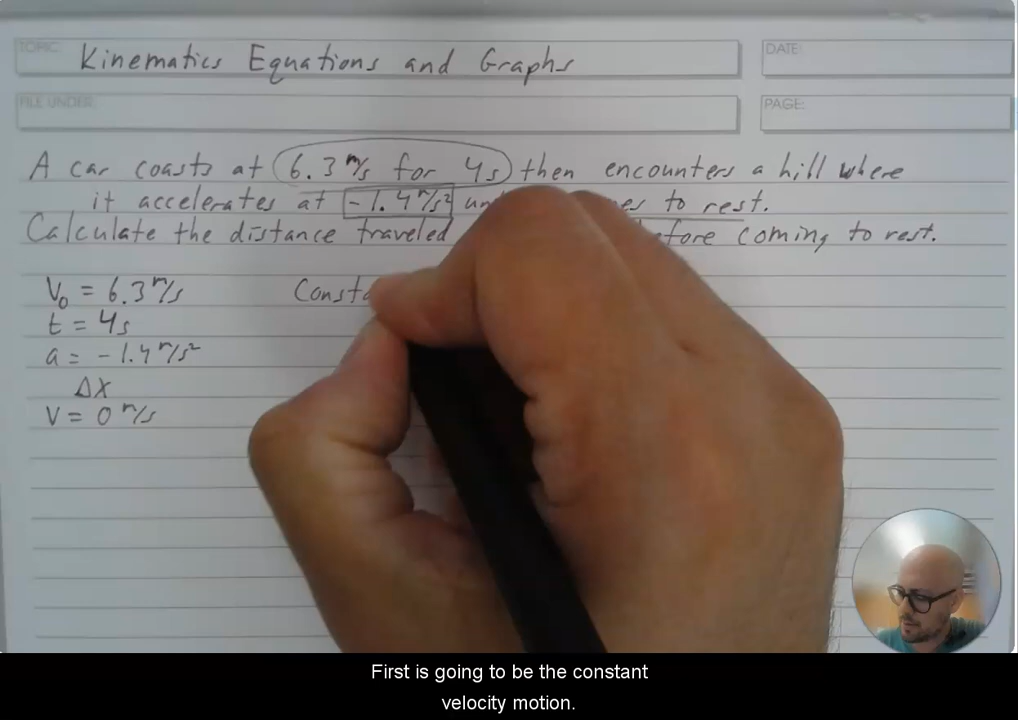 TOPIC: Kinematics Equations and Graphs
DATE:
FILE UNDER:
PAGE:
A car coasts at 6.3 m/s for 4s then encounters a hill where
it accelerates at -1.4 m/s² to rest.
Calculate the distance traveled before coming to rest.
V₀ = 6.3 m/s
t = 4s
a = -1.4 m/s²
ΔX
V = 0 m/s
First is going to be the constant
velocity motion.